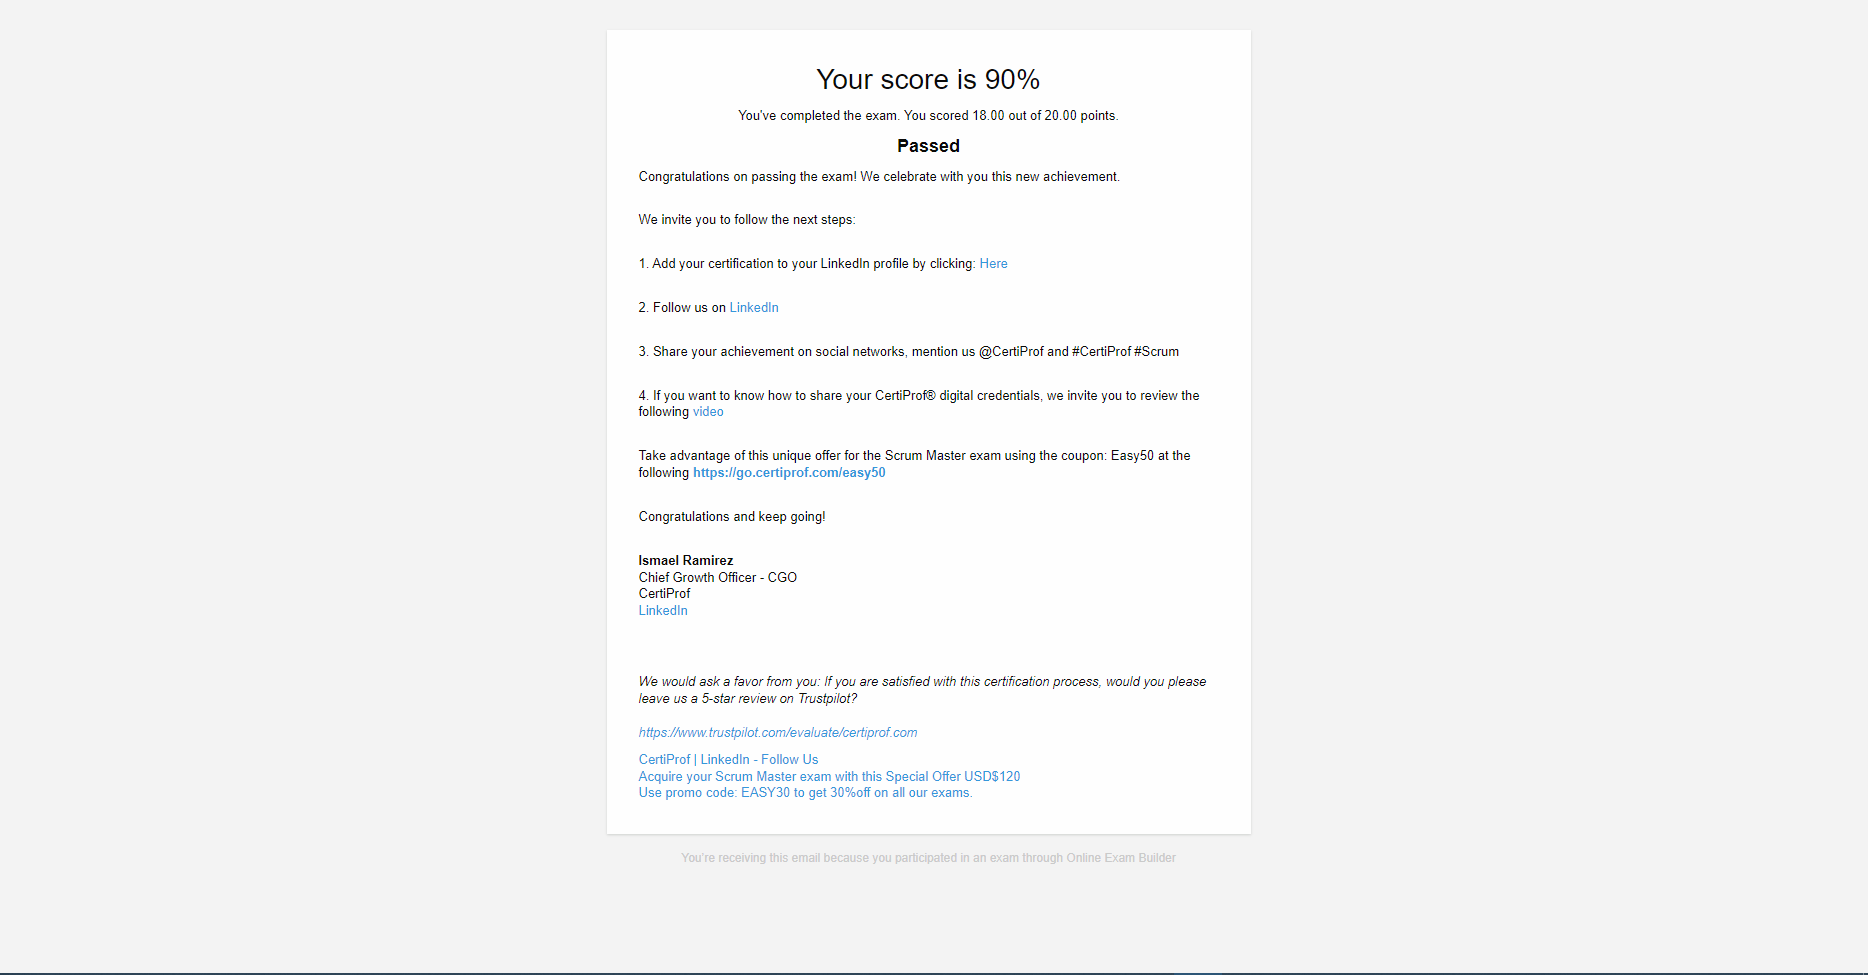 Your score is 90%
You've completed the exam. You scored 18.00 out of 20.00 points.
Passed
Congratulations on passing the exam! We celebrate with you this new achievement.
We invite you to follow the next steps:
1. Add your certification to your LinkedIn profile by clicking: Here
2. Follow us on LinkedIn
3. Share your achievement on social networks, mention us @CertiProf and #CertiProf #Scrum
4. If you want to know how to share your CertiProf® digital credentials, we invite you to review the
following video
Take advantage of this unique offer for the Scrum Master exam using the coupon: Easy50 at the
following https://go.certiprof.com/easy50
Congratulations and keep going!
Ismael Ramirez
Chief Growth Officer - CGO
CertiProf
LinkedIn
We would ask a favor from you: If you are satisfied with this certification process, would you please
leave us a 5-star review on Trustpilot?
https://www.trustpilot.com/evaluate/certiprof.com
CertiProf | LinkedIn - Follow Us
Acquire your Scrum Master exam with this Special Offer USD$120
Use promo code: EASY30 to get 30%off on all our exams.
You're receiving this email because you participated in an exam through Online Exam Builder